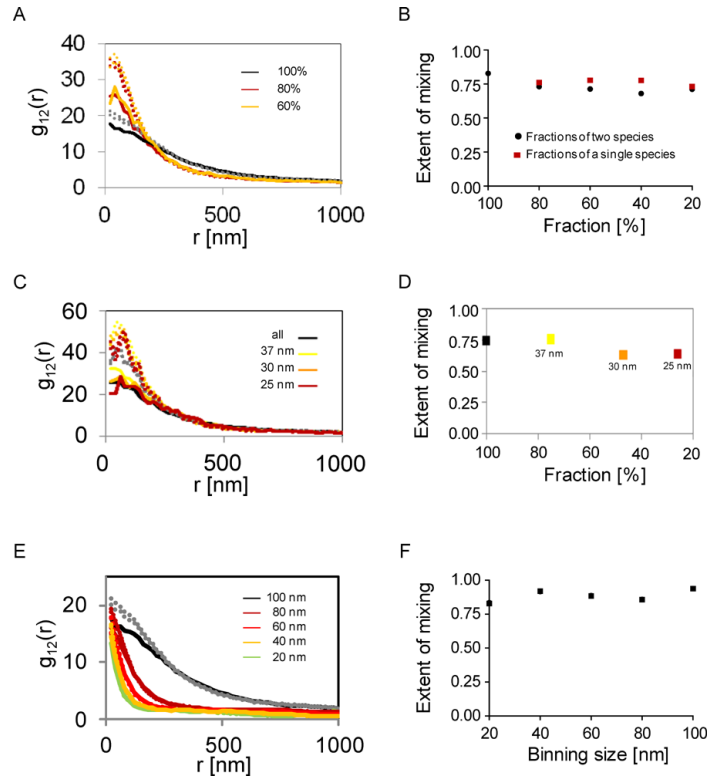 A
g12(r)
40
30
20
10
0
0
500
1000
r [nm]
100%
80%
60%
B
Extent of mixing
1.00
0.75
0.50
0.25
0.00
100
80
60
40
20
Fraction [%]
Fractions of two species
Fractions of a single species
C
g12(r)
60
40
20
0
0
500
1000
r [nm]
all
37 nm
30 nm
25 nm
D
Extent of mixing
1.00
0.75
0.50
0.25
0.00
37 nm
30 nm
25 nm
100
80
60
40
20
Fraction [%]
E
g12(r)
20
10
0
0
500
1000
r [nm]
100 nm
80 nm
60 nm
40 nm
20 nm
F
Extent of mixing
1.00
0.75
0.50
0.25
0.00
20
40
60
80
100
Binning size [nm]